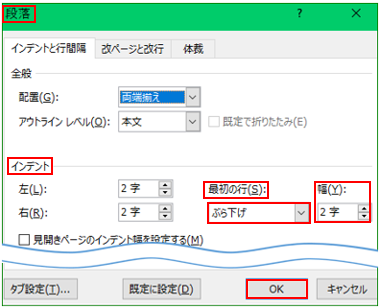 段落
? ×
インデントと行間隔 改ページと改行 体裁
全般
配置(G): 両端揃え
アウトライン レベル(O): 本文 既定で折りたたみ(E)
インデント
左(L): 2 字 最初の行(S): 幅(Y):
右(R): 2 字 ぶら下げ 2 字
見開きページのインデント幅を設定する(M)
タブ設定(T)... 既定に設定(D) OK キャンセル